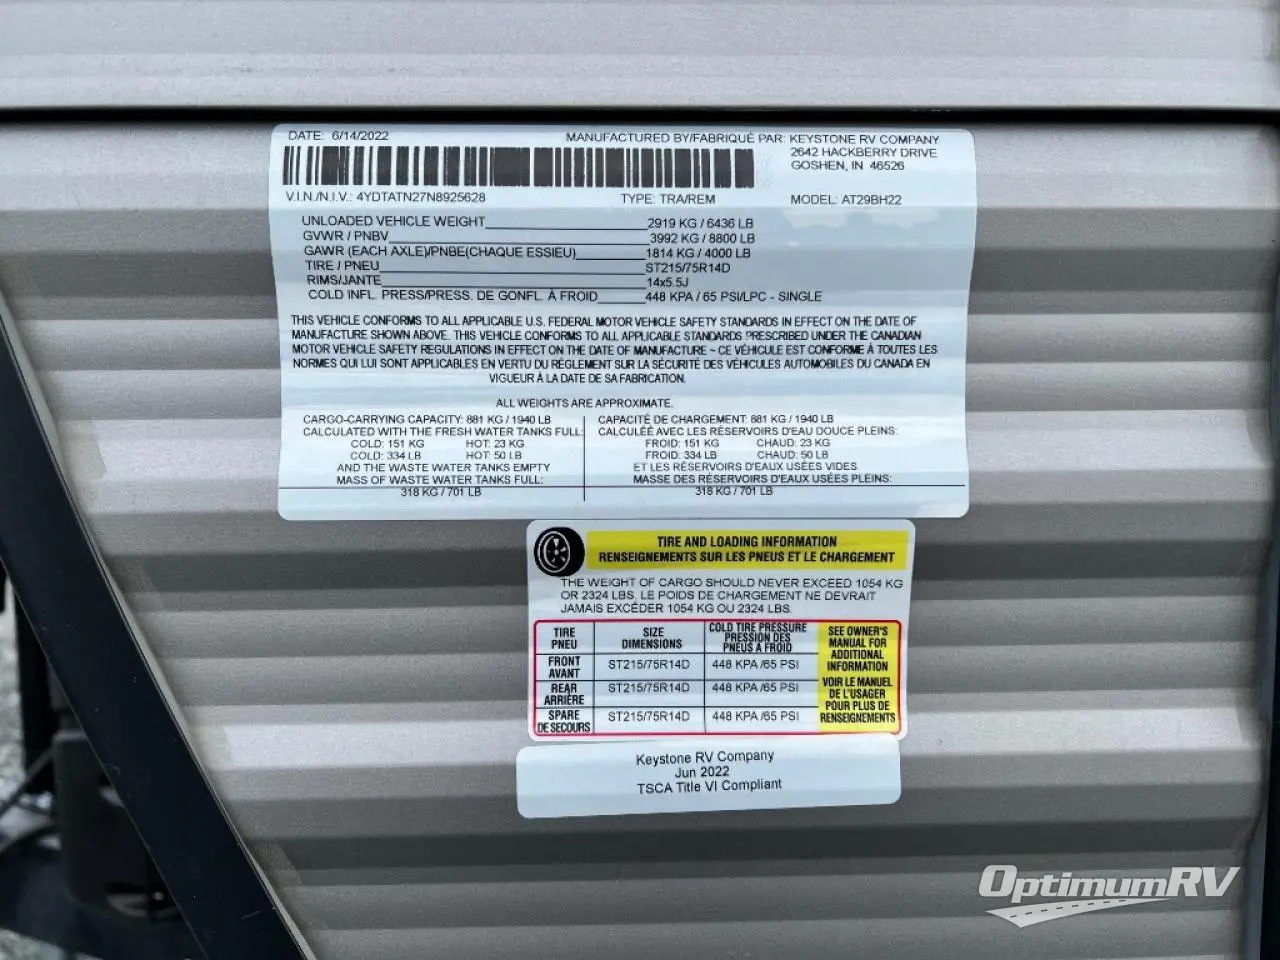 DATE: 6/14/2022
MANUFACTURED BY/FABRIQUÉ PAR: KEYSTONE RV COMPANY
2642 HACKBERRY DRIVE
GOSHEN, IN 46526
V.I.N./N.I.V.: 4YDTATN27N8925628 TYPE: TRA/REM MODEL: AT29BH22
UNLOADED VEHICLE WEIGHT 2919 KG / 6436 LB
GVWR / PNBV 3992 KG / 8800 LB
GAWR (EACH AXLE)/PNBE(CHAQUE ESSIEU) 1814 KG / 4000 LB
TIRE / PNEU ST215/75R14D
RIMS/JANTE 14x5.5J
COLD INFL. PRESS/PRESS. DE GONFL. À FROID 448 KPA / 65 PSI/LPC - SINGLE
THIS VEHICLE CONFORMS TO ALL APPLICABLE U.S. FEDERAL MOTOR VEHICLE SAFETY STANDARDS IN EFFECT ON THE DATE OF
MANUFACTURE SHOWN ABOVE. THIS VEHICLE CONFORMS TO ALL APPLICABLE STANDARDS PRESCRIBED UNDER THE CANADIAN
MOTOR VEHICLE SAFETY REGULATIONS IN EFFECT ON THE DATE OF MANUFACTURE ~ CE VÉHICULE EST CONFORME À TOUTES LES
NORMES QUI LUI SONT APPLICABLES EN VERTU DU RÈGLEMENT SUR LA SÉCURITÉ DES VÉHICULES AUTOMOBILES DU CANADA EN
VIGUEUR À LA DATE DE SA FABRICATION.
ALL WEIGHTS ARE APPROXIMATE.
CARGO-CARRYING CAPACITY: 881 KG / 1940 LB
CALCULATED WITH THE FRESH WATER TANKS FULL:
COLD: 151 KG HOT: 23 KG
COLD: 334 LB HOT: 50 LB
AND THE WASTE WATER TANKS EMPTY
MASS OF WASTE WATER TANKS FULL:
318 KG / 701 LB
CAPACITÉ DE CHARGEMENT: 881 KG / 1940 LB
CALCULÉE AVEC LES RÉSERVOIRS D'EAU DOUCE PLEINS:
FROID: 151 KG CHAUD: 23 KG
FROID: 334 LB CHAUD: 50 LB
ET LES RÉSERVOIRS D'EAUX USÉES VIDES
MASSE DES RÉSERVOIRS D'EAUX USÉES PLEINS:
318 KG / 701 LB
TIRE AND LOADING INFORMATION
RENSEIGNEMENTS SUR LES PNEUS ET LE CHARGEMENT
THE WEIGHT OF CARGO SHOULD NEVER EXCEED 1054 KG
OR 2324 LBS. LE POIDS DE CHARGEMENT NE DEVRAIT
JAMAIS EXCÉDER 1054 KG OU 2324 LBS.
TIRE
PNEU
SIZE
DIMENSIONS
COLD TIRE PRESSURE
PRESSION DES
PNEUS A FROID
FRONT
AVANT
ST215/75R14D 448 KPA /65 PSI
REAR
ARRIÈRE
ST215/75R14D 448 KPA /65 PSI
SPARE
DE SECOURS
ST215/75R14D 448 KPA /65 PSI
SEE OWNER'S
MANUAL FOR
ADDITIONAL
INFORMATION
VOIR LE MANUEL
DE L'USAGER
POUR PLUS DE
RENSEIGNEMENTS
Keystone RV Company
Jun 2022
TSCA Title VI Compliant
OptimumRV